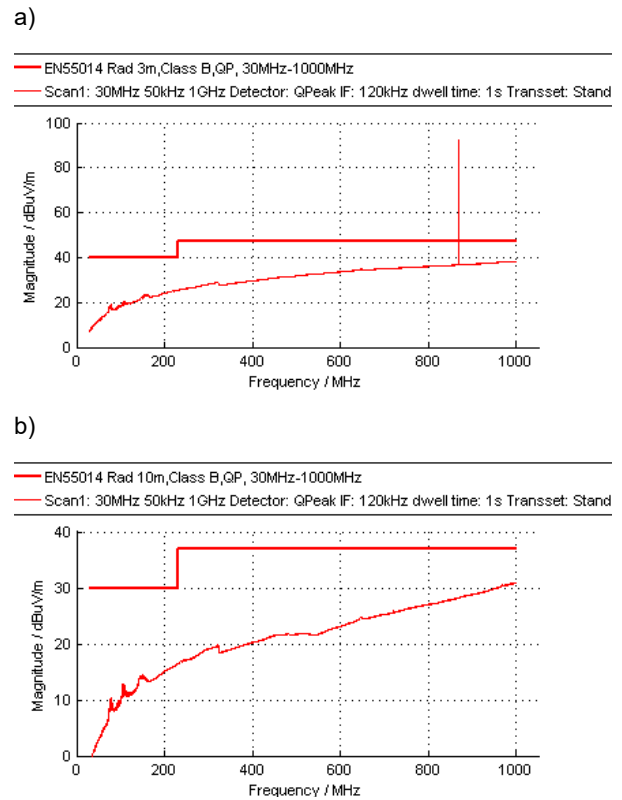 a)
EN55014 Rad 3m,Class B,QP, 30MHz-1000MHz
Scan1: 30MHz 50kHz 1GHz Detector: QPeak IF: 120kHz dwell time: 1s Transset: Stand
100
80
60
40
20
0
Magnitude / dBuV/m
0 200 400 600 800 1000
Frequency / MHz
b)
EN55014 Rad 10m,Class B,QP, 30MHz-1000MHz
Scan1: 30MHz 50kHz 1GHz Detector: QPeak IF: 120kHz dwell time: 1s Transset: Stand
40
30
20
10
0
Magnitude / dBuV/m
0 200 400 600 800 1000
Frequency / MHz